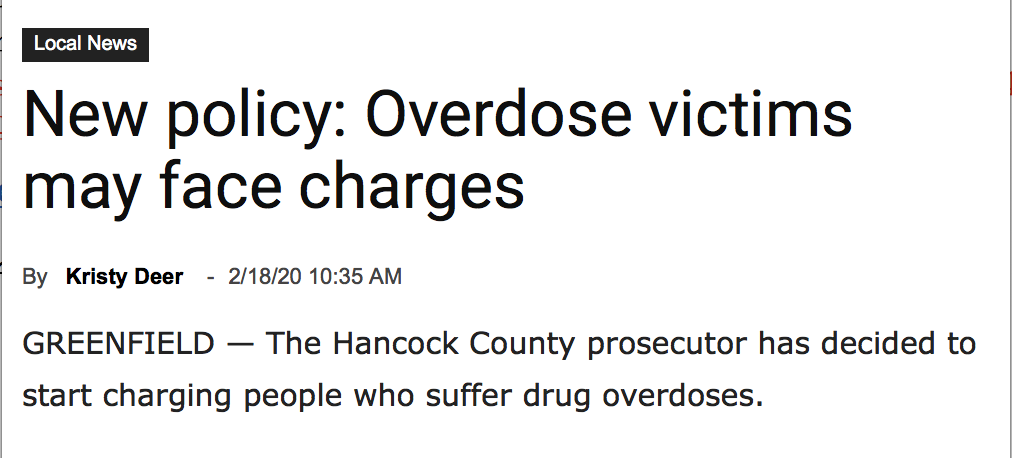 Local News
New policy: Overdose victims
may face charges
By Kristy Deer - 2/18/20 10:35 AM
GREENFIELD — The Hancock County prosecutor has decided to
start charging people who suffer drug overdoses.